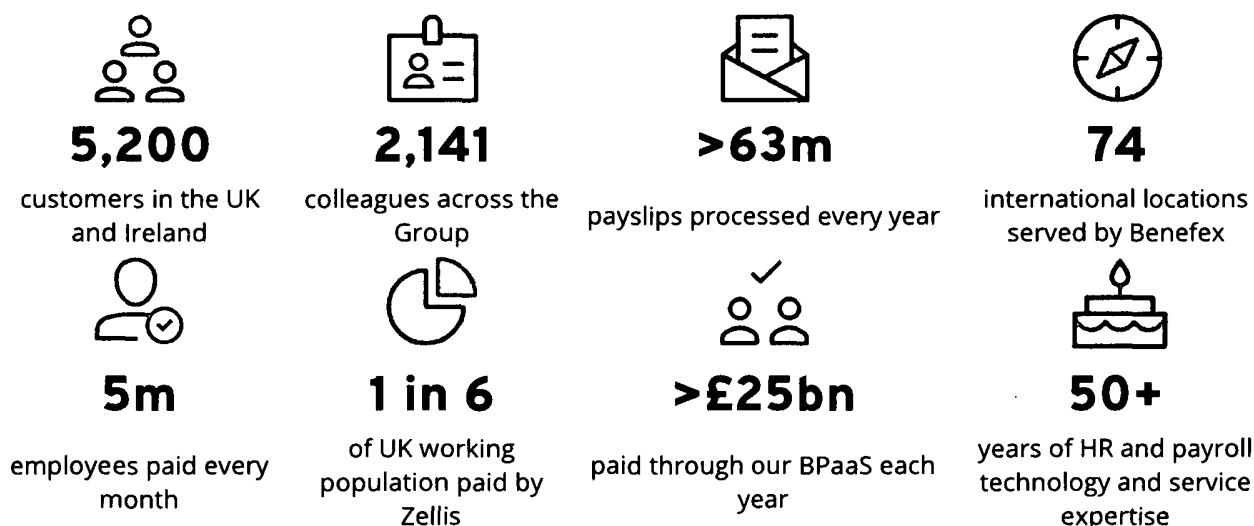 5,200
customers in the UK
and Ireland
2,141
colleagues across the
Group
>63m
payslips processed every year
74
international locations
served by Benefex
5m
employees paid every
month
1 in 6
of UK working
population paid by
Zellis
>£25bn
paid through our BPaaS each
year
50+
years of HR and payroll
technology and service
expertise